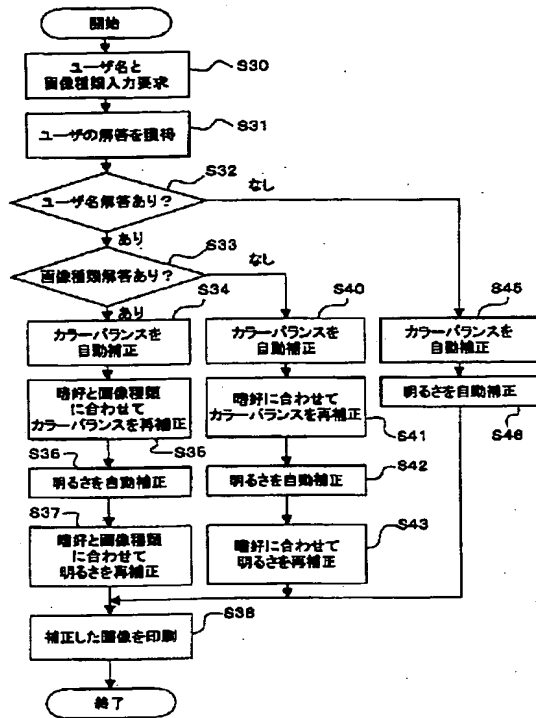 開始
ユーザ名と
画像種類入力要求
S30
ユーザの解答を獲得
S31
S32
ユーザ名解答あり?
なし
あり
S33
画像種類解答あり?
なし
あり
S34
カラーバランスを
自動補正
S40
カラーバランスを
自動補正
S45
カラーバランスを
自動補正
嗜好と画像種類
に合わせて
カラーバランスを再補正
S35
嗜好に合わせて
カラーバランスを再補正
S41
明るさを自動補正
S46
S36
明るさを自動補正
S42
明るさを自動補正
S37
嗜好と画像種類
に合わせて
明るさを再補正
S43
嗜好に合わせて
明るさを再補正
S38
補正した画像を印刷
終了